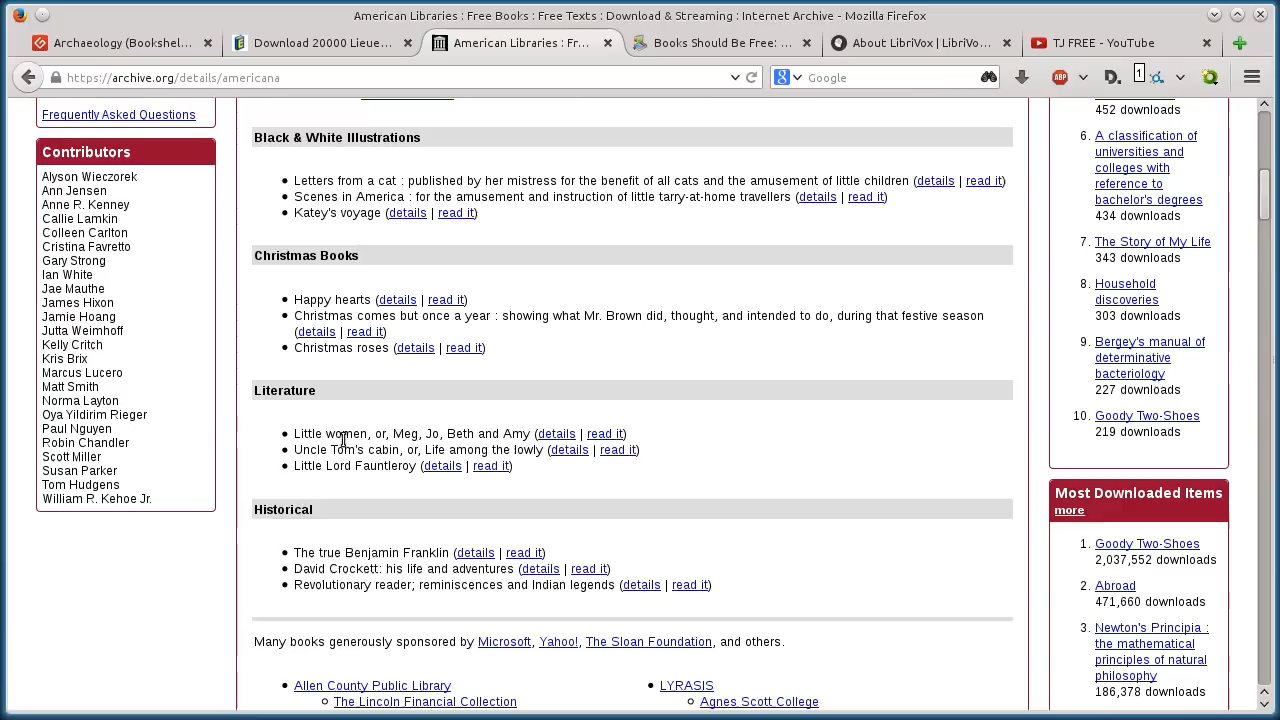 American Libraries : Free Books : Free Texts : Download & Streaming : Internet Archive - Mozilla Firefox
Archaeology (Bookshel...
Download 20000 Lieue...
American Libraries : Fr...
Books Should Be Free: ...
About LibriVox | LibriVo...
TJ FREE - YouTube
https://archive.org/details/americana
Google
ABP
D.
1
Frequently Asked Questions
Contributors
Alyson Wieczorek
Ann Jensen
Anne R. Kenney
Callie Lamkin
Colleen Carlton
Cristina Favretto
Gary Strong
Ian White
Jae Mauthe
James Hixon
Jamie Hoang
Jutta Weimhoff
Kelly Critch
Kris Brix
Marcus Lucero
Matt Smith
Norma Layton
Oya Yildirim Rieger
Paul Nguyen
Robin Chandler
Scott Miller
Susan Parker
Tom Hudgens
William R. Kehoe Jr.
Black & White Illustrations
Letters from a cat : published by her mistress for the benefit of all cats and the amusement of little children (details | read it)
Scenes in America : for the amusement and instruction of little tarry-at-home travellers (details | read it)
Katey's voyage (details | read it)
Christmas Books
Happy hearts (details | read it)
Christmas comes but once a year : showing what Mr. Brown did, thought, and intended to do, during that festive season
(details | read it)
Christmas roses (details | read it)
Literature
Little women, or, Meg, Jo, Beth and Amy (details | read it)
Uncle Tom's cabin, or, Life among the lowly (details | read it)
Little Lord Fauntleroy (details | read it)
Historical
The true Benjamin Franklin (details | read it)
David Crockett: his life and adventures (details | read it)
Revolutionary reader; reminiscences and Indian legends (details | read it)
Many books generously sponsored by Microsoft, Yahoo!, The Sloan Foundation, and others.
Allen County Public Library
The Lincoln Financial Collection
LYRASIS
Agnes Scott College
452 downloads
6. A classification of
universities and
colleges with
reference to
bachelor's degrees
434 downloads
7. The Story of My Life
343 downloads
8. Household
discoveries
303 downloads
9. Bergey's manual of
determinative
bacteriology
227 downloads
10. Goody Two-Shoes
219 downloads
Most Downloaded Items
more
1. Goody Two-Shoes
2,037,552 downloads
2. Abroad
471,660 downloads
3. Newton's Principia :
the mathematical
principles of natural
philosophy
186,378 downloads